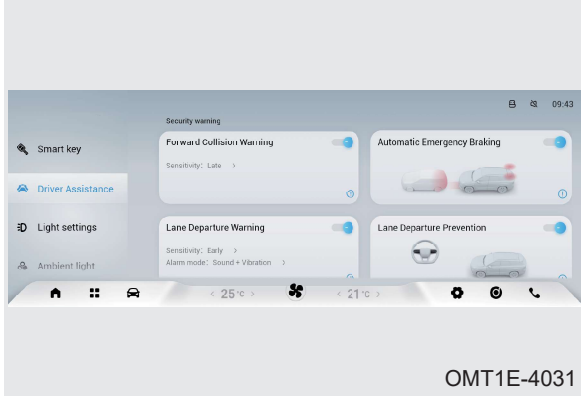 09:43
Security warning
Smart key
Driver Assistance
Light settings
Ambient light
Forward Collision Warning
Sensitivity: Late >
Automatic Emergency Braking
Lane Departure Warning
Sensitivity: Early >
Alarm mode: Sound + Vibration >
Lane Departure Prevention
< 25°C >
< 21°C >
OMT1E-4031